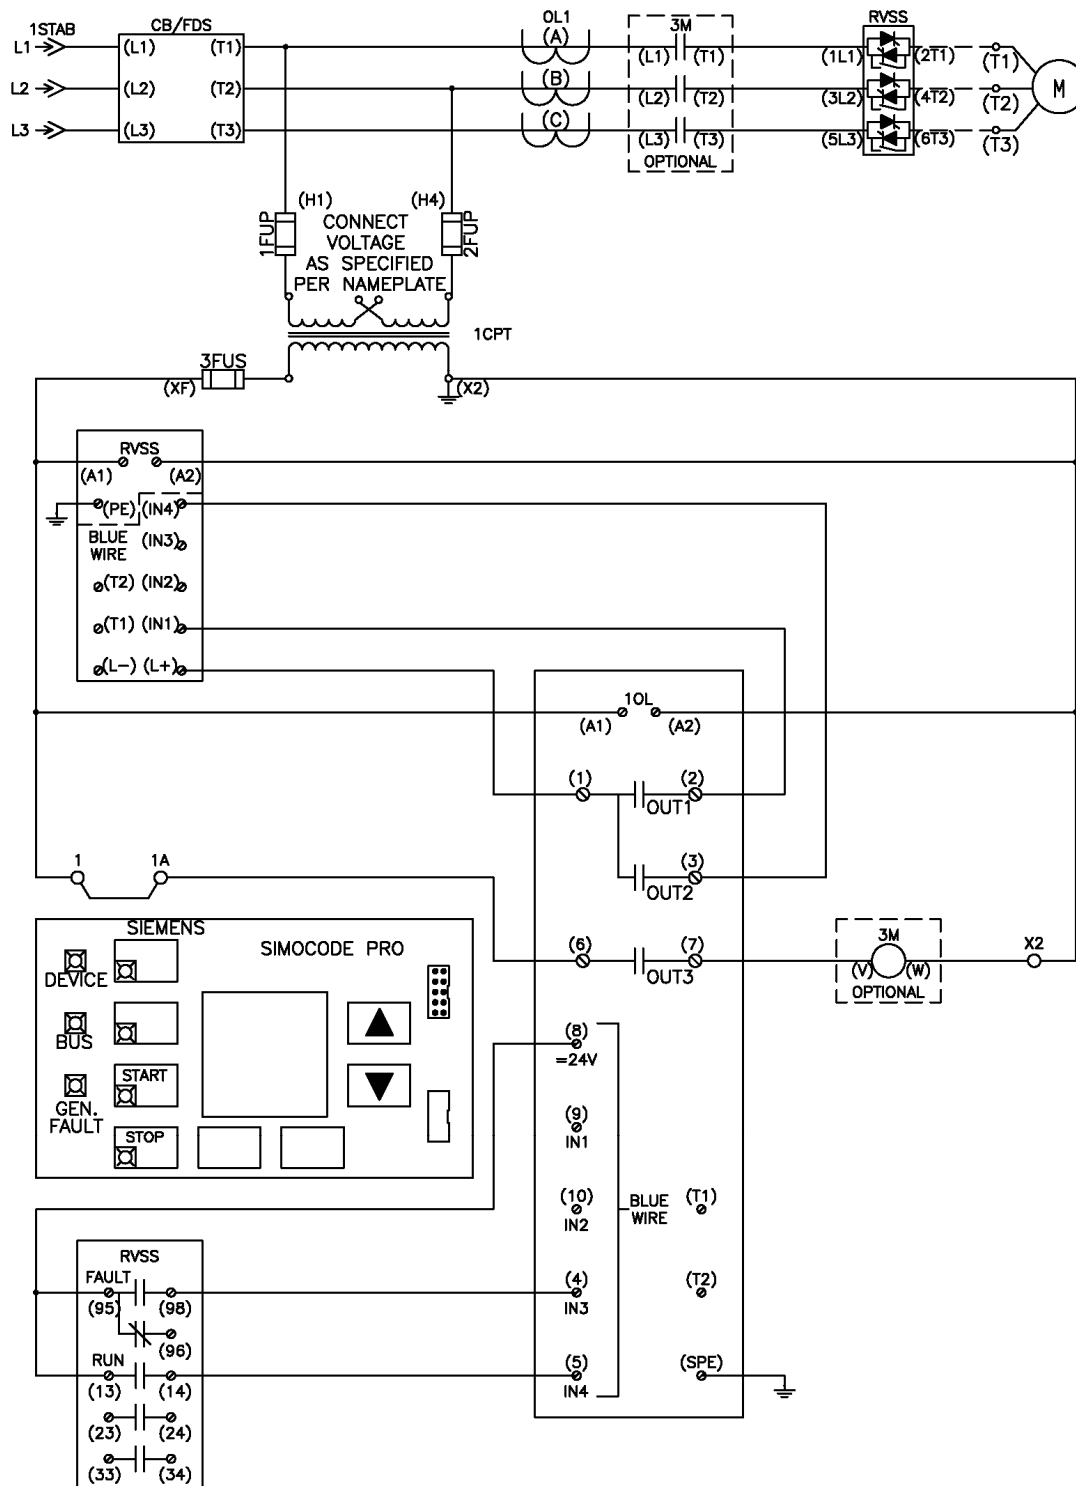 1STAB CB/FDS OL1 3M RVSS
L1 (L1) (T1) (A) (L1) (T1) (1L1) (2T1) (T1)
L2 (L2) (T2) (B) (L2) (T2) (3L2) (4T2) (T2) M
L3 (L3) (T3) (C) (L3) (T3) (5L3) (6T3) (T3)
OPTIONAL
1FUP (H1) (H4) 2FUP
CONNECT
VOLTAGE
AS SPECIFIED
PER NAMEPLATE
1CPT
3FUS
(XF) (X2)
RVSS
(A1) (A2)
(PE) (IN4)
BLUE
WIRE
(IN3)
(T2) (IN2)
(T1) (IN1)
(L-) (L+)
1OL
(A1) (A2)
(1) (2)
OUT1
(3)
OUT2
1 1A
SIEMENS
SIMOCODE PRO
DEVICE
BUS
START
GEN.
FAULT
STOP
(6) (7)
OUT3
3M
(V) (W)
OPTIONAL
X2
(8)
=24V
(9)
IN1
(10)
IN2
BLUE
WIRE
(T1)
(4)
IN3
(T2)
(5)
IN4
(SPE)
RVSS
FAULT
(95) (98)
(96)
RUN
(13) (14)
(23) (24)
(33) (34)